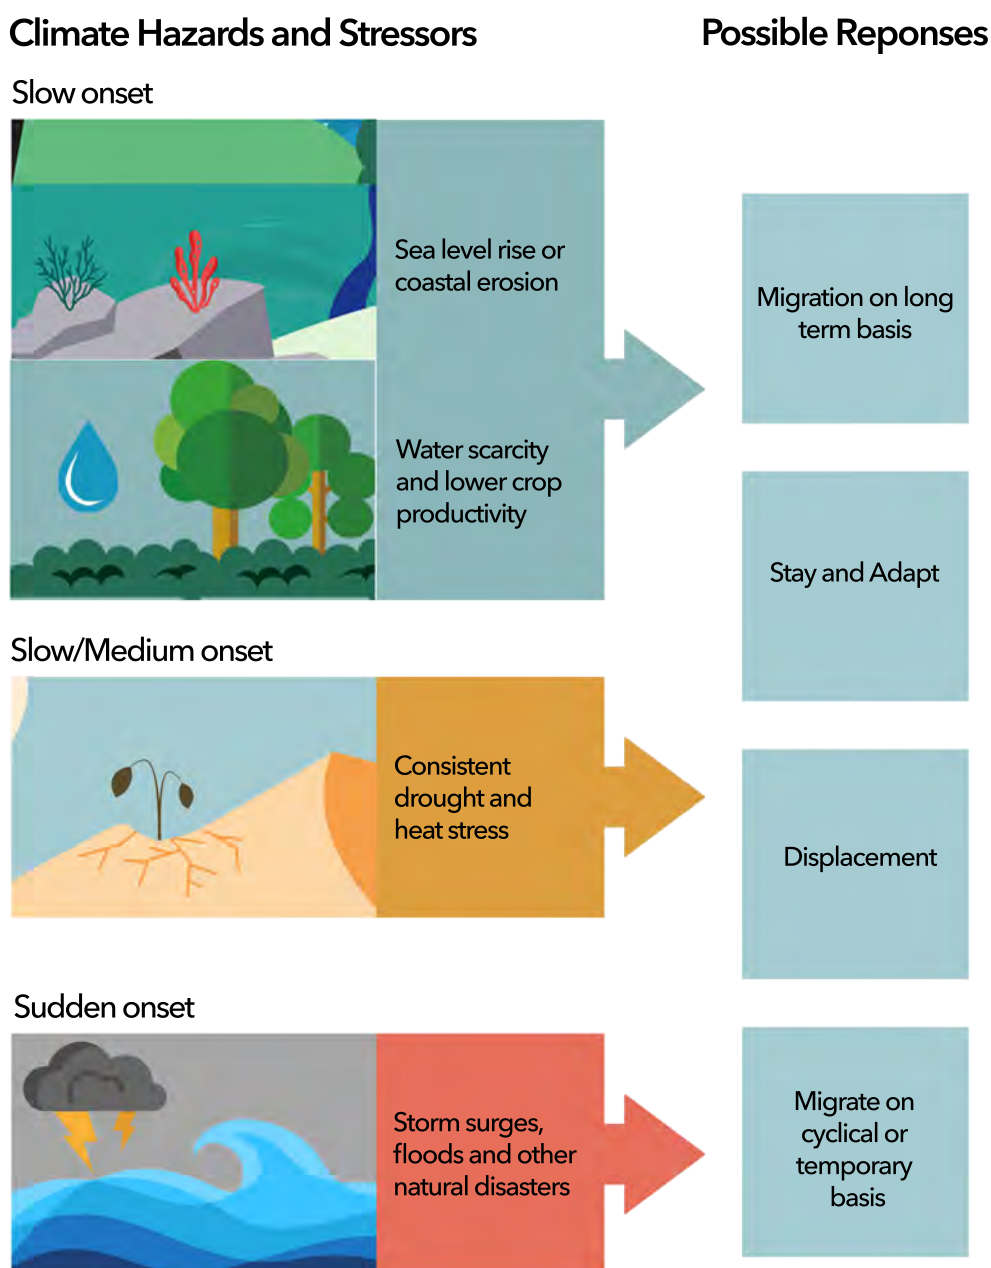 Climate Hazards and Stressors
Possible Reponses
Slow onset
Sea level rise or
coastal erosion
Water scarcity
and lower crop
productivity
Migration on long
term basis
Stay and Adapt
Slow/Medium onset
Consistent
drought and
heat stress
Displacement
Sudden onset
Storm surges,
floods and other
natural disasters
Migrate on
cyclical or
temporary
basis